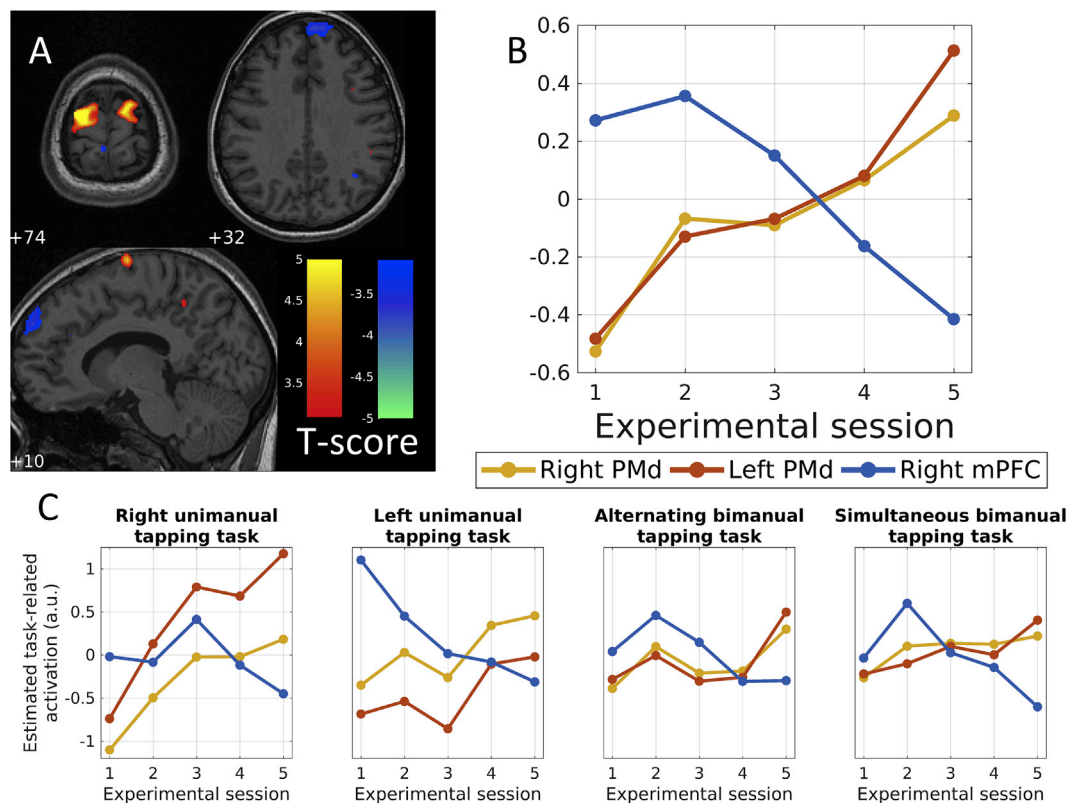 A
+74
+32
+10
5
4.5
4
3.5
-3.5
-4
-4.5
-5
T-score
B
0.6
0.4
0.2
0
-0.2
-0.4
-0.6
1 2 3 4 5
Experimental session
Right PMd Left PMd Right mPFC
C
Right unimanual
tapping task
Left unimanual
tapping task
Alternating bimanual
tapping task
Simultaneous bimanual
tapping task
Estimated task-related
activation (a.u.)
1
0.5
0
-0.5
-1
1 2 3 4 5
Experimental session
1 2 3 4 5
Experimental session
1 2 3 4 5
Experimental session
1 2 3 4 5
Experimental session